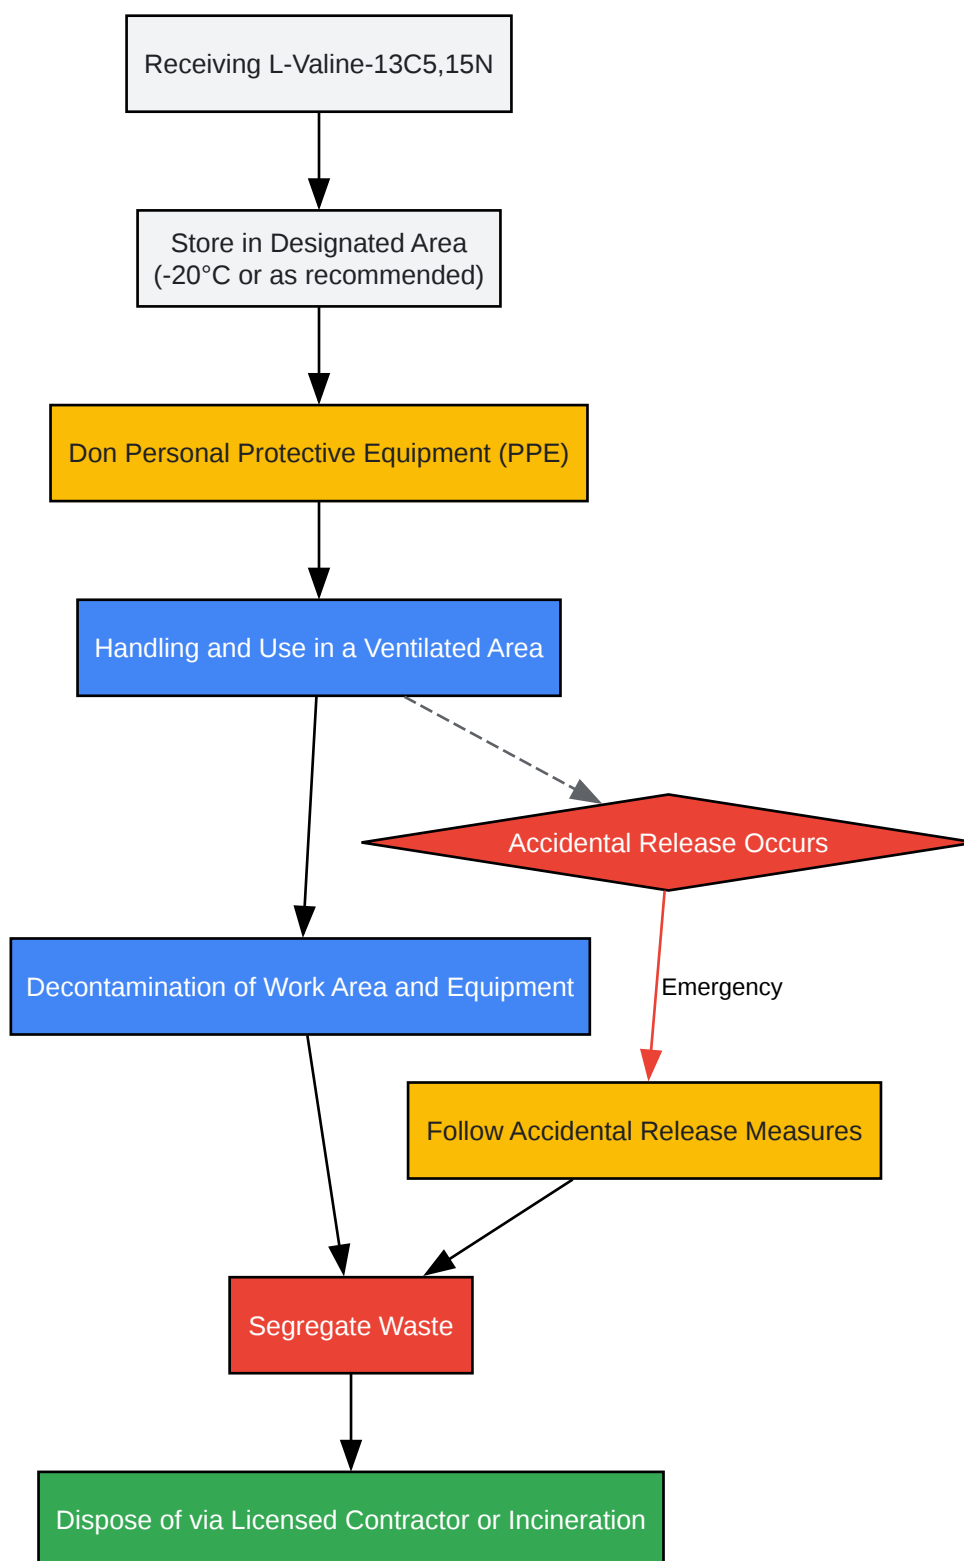 Receiving L-Valine-13C5,15N
Store in Designated Area
(-20°C or as recommended)
Don Personal Protective Equipment (PPE)
Handling and Use in a Ventilated Area
Accidental Release Occurs
Decontamination of Work Area and Equipment
Emergency
Follow Accidental Release Measures
Segregate Waste
Dispose of via Licensed Contractor or Incineration